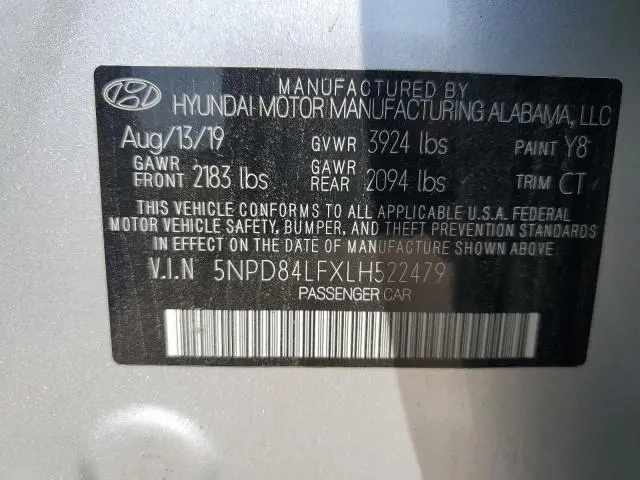 MANUFACTURED BY
HYUNDAI MOTOR MANUFACTURING ALABAMA, LLC
Aug/13/19 GVWR 3924 lbs PAINT Y8
GAWR FRONT 2183 lbs GAWR REAR 2094 lbs TRIM CT
THIS VEHICLE CONFORMS TO ALL APPLICABLE U.S.A. FEDERAL
MOTOR VEHICLE SAFETY, BUMPER, AND THEFT PREVENTION STANDARDS
IN EFFECT ON THE DATE OF MANUFACTURE SHOWN ABOVE.
V.I.N 5NPD84LFXLH522479
PASSENGER CAR